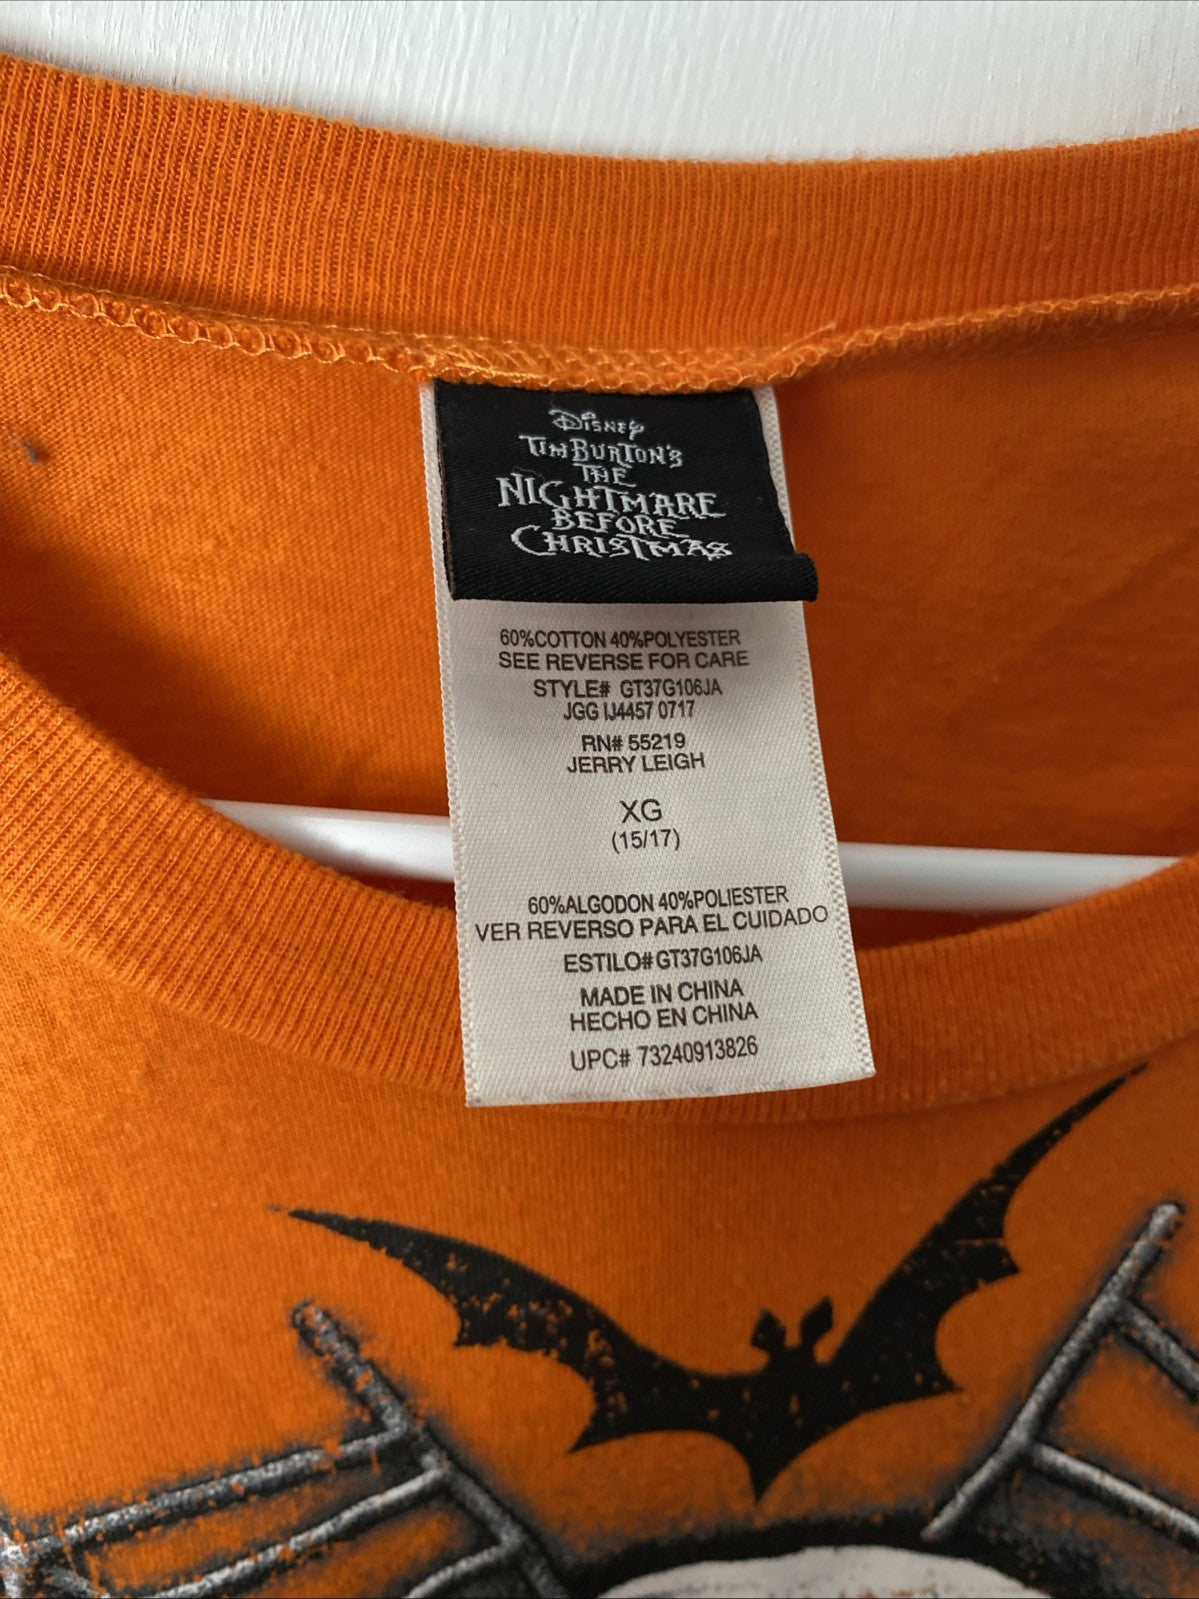 Disney
Tim Burton's
The
Nightmare
Before
Christmas
60%COTTON 40%POLYESTER
SEE REVERSE FOR CARE
STYLE# GT37G106JA
JGG IJ4457 0717
RN# 55219
JERRY LEIGH
XG
(15/17)
60%ALGODON 40%POLIESTER
VER REVERSO PARA EL CUIDADO
ESTILO# GT37G106JA
MADE IN CHINA
HECHO EN CHINA
UPC# 73240913826